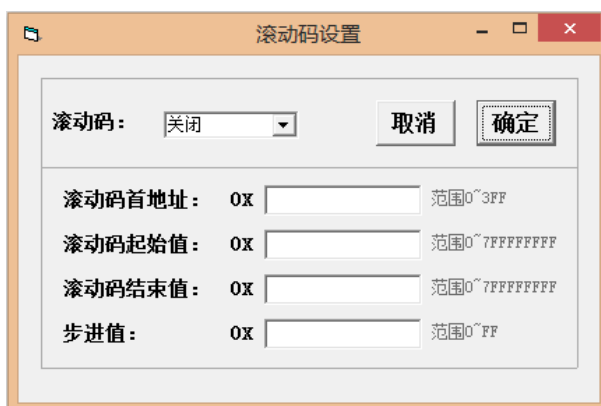 滚动码设置
滚动码： 关闭 取消 确定
滚动码首地址： 0X 范围0~3FF
滚动码起始值： 0X 范围0~7FFFFFFFF
滚动码结束值： 0X 范围0~7FFFFFFFF
步进值： 0X 范围0~FF